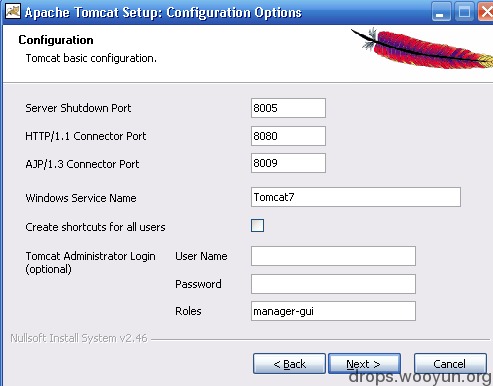 Apache Tomcat Setup: Configuration Options
Configuration
Tomcat basic configuration.
Server Shutdown Port 8005
HTTP/1.1 Connector Port 8080
AJP/1.3 Connector Port 8009
Windows Service Name Tomcat7
Create shortcuts for all users
Tomcat Administrator Login User Name
(optional)
Password
Roles manager-gui
Nullsoft Install System v2.46
< Back Next > Cancel
drops.wooyun.org